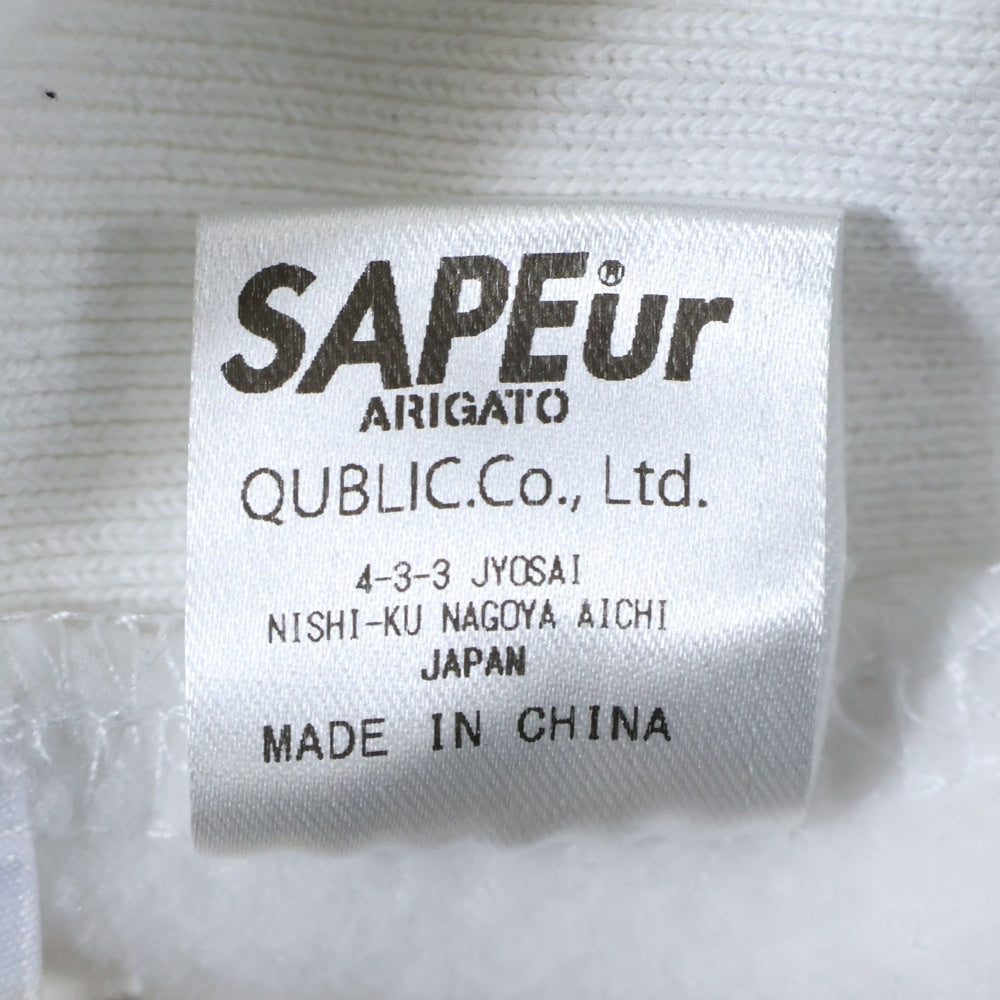 SAPEur®
ARIGATO
QUBLIC.Co., Ltd.
4-3-3 JYOSAI
NISHI-KU NAGOYA AICHI
JAPAN
MADE IN CHINA